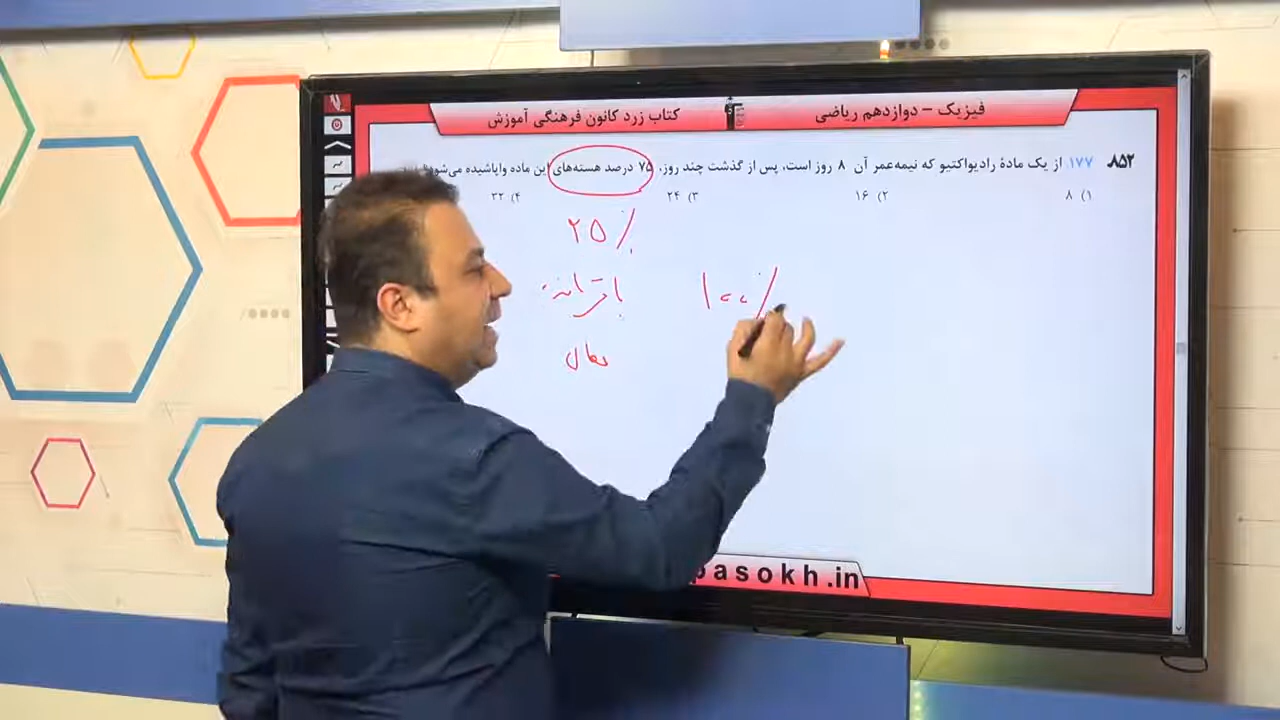 فیزیک – دوازدهم ریاضی
کتاب زرد کانون فرهنگی آموزش
۸۵۲. ۱۷۷ از یک مادهٔ رادیواکتیو که نیمه‌عمر آن ۸ روز است، پس از گذشت چند روز، ۷۵ درصد هسته‌های این ماده واپاشیده می‌شود؟
۱) ۸ ۲) ۱۶ ۳) ۲۴ ۴) ۳۲
۲۵٪
۱۰۰٪
pasokh.in